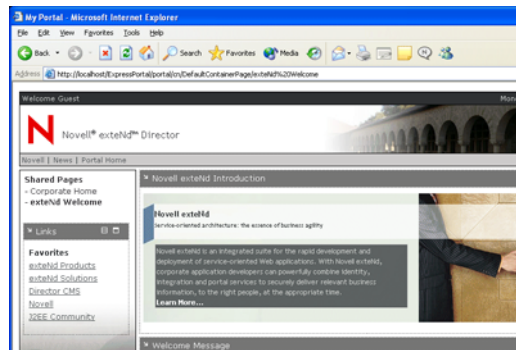 My Portal - Microsoft Internet Explorer
File Edit View Favorites Tools Help
Back Search Favorites Media
Address http://localhost/ExpressPortal/portal/cn/DefaultContainerPage/exteNd%20Welcome
Welcome Guest Mon
N Novell® exteNd™ Director
Novell | News | Portal Home
Shared Pages
- Corporate Home
- exteNd Welcome
Links
Favorites
exteNd Products
exteNd Solutions
Director CMS
Novell
J2EE Community
Novell exteNd Introduction
Novell exteNd
Service-oriented architecture: the essence of business agility
Novell exteNd is an integrated suite for the rapid development and
deployment of service-oriented Web applications. With Novell exteNd,
corporate application developers can powerfully combine identity,
integration and portal services to securely deliver relevant business
information, to the right people, at the appropriate time.
Learn More...
Welcome Message